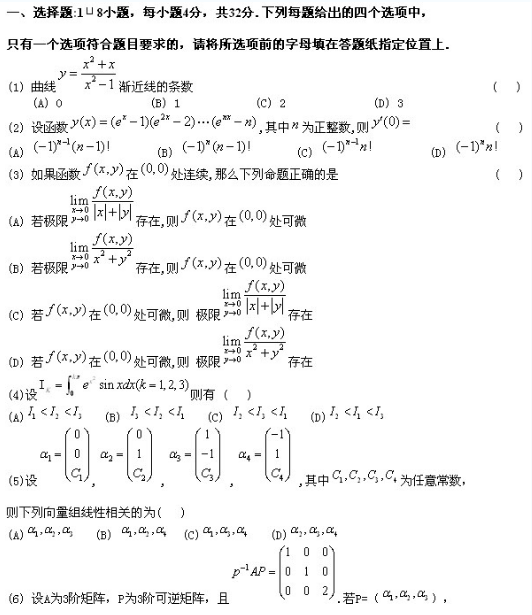 一、选择题:1⊔8小题，每小题4分，共32分.下列每题给出的四个选项中，
只有一个选项符合题目要求的，请将所选项前的字母填在答题纸指定位置上.
(1) 曲线 y = (x² + x)/(x² − 1) 渐近线的条数 ( )
(A) 0 (B) 1 (C) 2 (D) 3
(2) 设函数 y(x) = (eˣ − 1)(e²ˣ − 2)⋯(eⁿˣ − n) ,其中 n 为正整数,则 y'(0) = ( )
(A) (−1)ⁿ⁻¹(n−1)! (B) (−1)ⁿ(n−1)! (C) (−1)ⁿ⁻¹n! (D) (−1)ⁿn!
(3) 如果函数 f(x,y) 在 (0,0) 处连续,那么下列命题正确的是 ( )
(A) 若极限 lim x→0 y→0 f(x,y)/(|x|+|y|) 存在,则 f(x,y) 在 (0,0) 处可微
(B) 若极限 lim x→0 y→0 f(x,y)/(x²+y²) 存在,则 f(x,y) 在 (0,0) 处可微
(C) 若 f(x,y) 在 (0,0) 处可微,则 极限 lim x→0 y→0 f(x,y)/(|x|+|y|) 存在
(D) 若 f(x,y) 在 (0,0) 处可微,则 极限 lim x→0 y→0 f(x,y)/(x²+y²) 存在
(4)设 I = ∫₀ e sin xdx(k=1,2,3) 则有 ( )
(A) I₁ < I₂ < I₃ (B) I₃ < I₂ < I₁ (C) I₂ < I₃ < I₁ (D) I₂ < I₁ < I₃
(5)设 α₁ = (0 0 C₁) , α₂ = (0 1 C₂) , α₃ = (1 −1 C₃) , α₄ = (−1 1 C₄) ,其中 C₁,C₂,C₃,C₄ 为任意常数,
则下列向量组线性相关的为( )
(A) α₁,α₂,α₃ (B) α₁,α₂,α₄ (C) α₁,α₃,α₄ (D) α₂,α₃,α₄
(6) 设A为3阶矩阵, P为3阶可逆矩阵, 且 p⁻¹AP = (1 0 0 0 1 0 0 0 2) .若P= ( α₁,α₂,α₃ ) ,